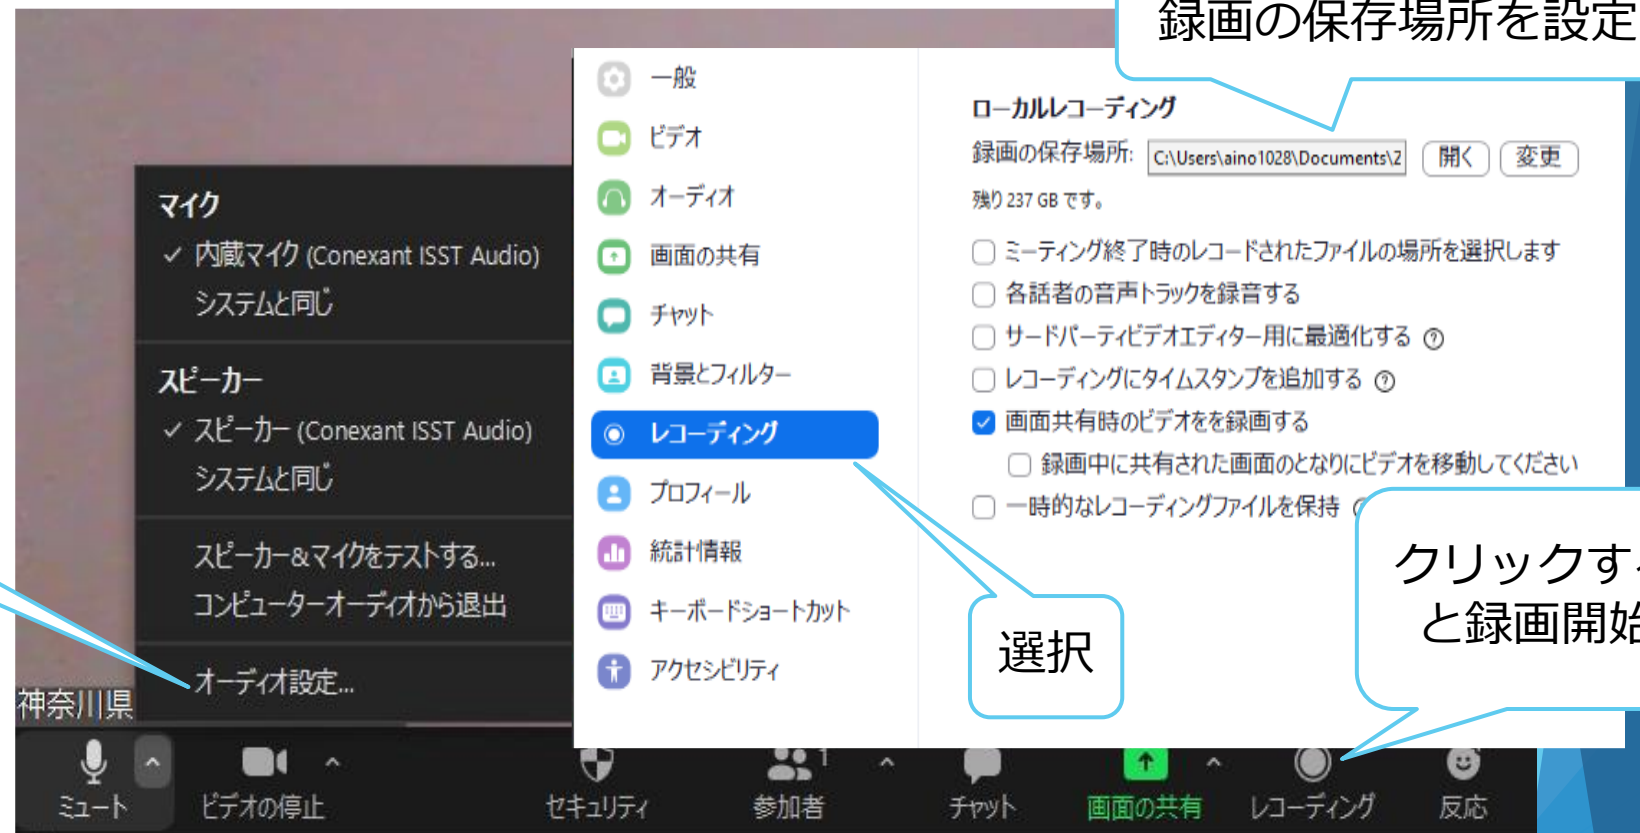 録画の保存場所を設定
一般
ビデオ
オーディオ
画面の共有
チャット
背景とフィルター
レコーディング
プロフィール
統計情報
キーボードショートカット
アクセシビリティ
ローカルレコーディング
録画の保存場所: C:\Users\aino1028\Documents\Z 開く 変更
残り 237 GB です。
ミーティング終了時のレコードされたファイルの場所を選択します
各話者の音声トラックを録音する
サードパーティビデオエディター用に最適化する ?
レコーディングにタイムスタンプを追加する ?
画面共有時のビデオをを録画する
録画中に共有された画面のとなりにビデオを移動してください
一時的なレコーディングファイルを保持
マイク
内蔵マイク (Conexant ISST Audio)
システムと同じ
スピーカー
スピーカー (Conexant ISST Audio)
システムと同じ
スピーカー&マイクをテストする...
コンピューターオーディオから退出
オーディオ設定...
選択
クリックする
と録画開始
神奈川県
ミュート ビデオの停止 セキュリティ 参加者 1 チャット 画面の共有 レコーディング 反応